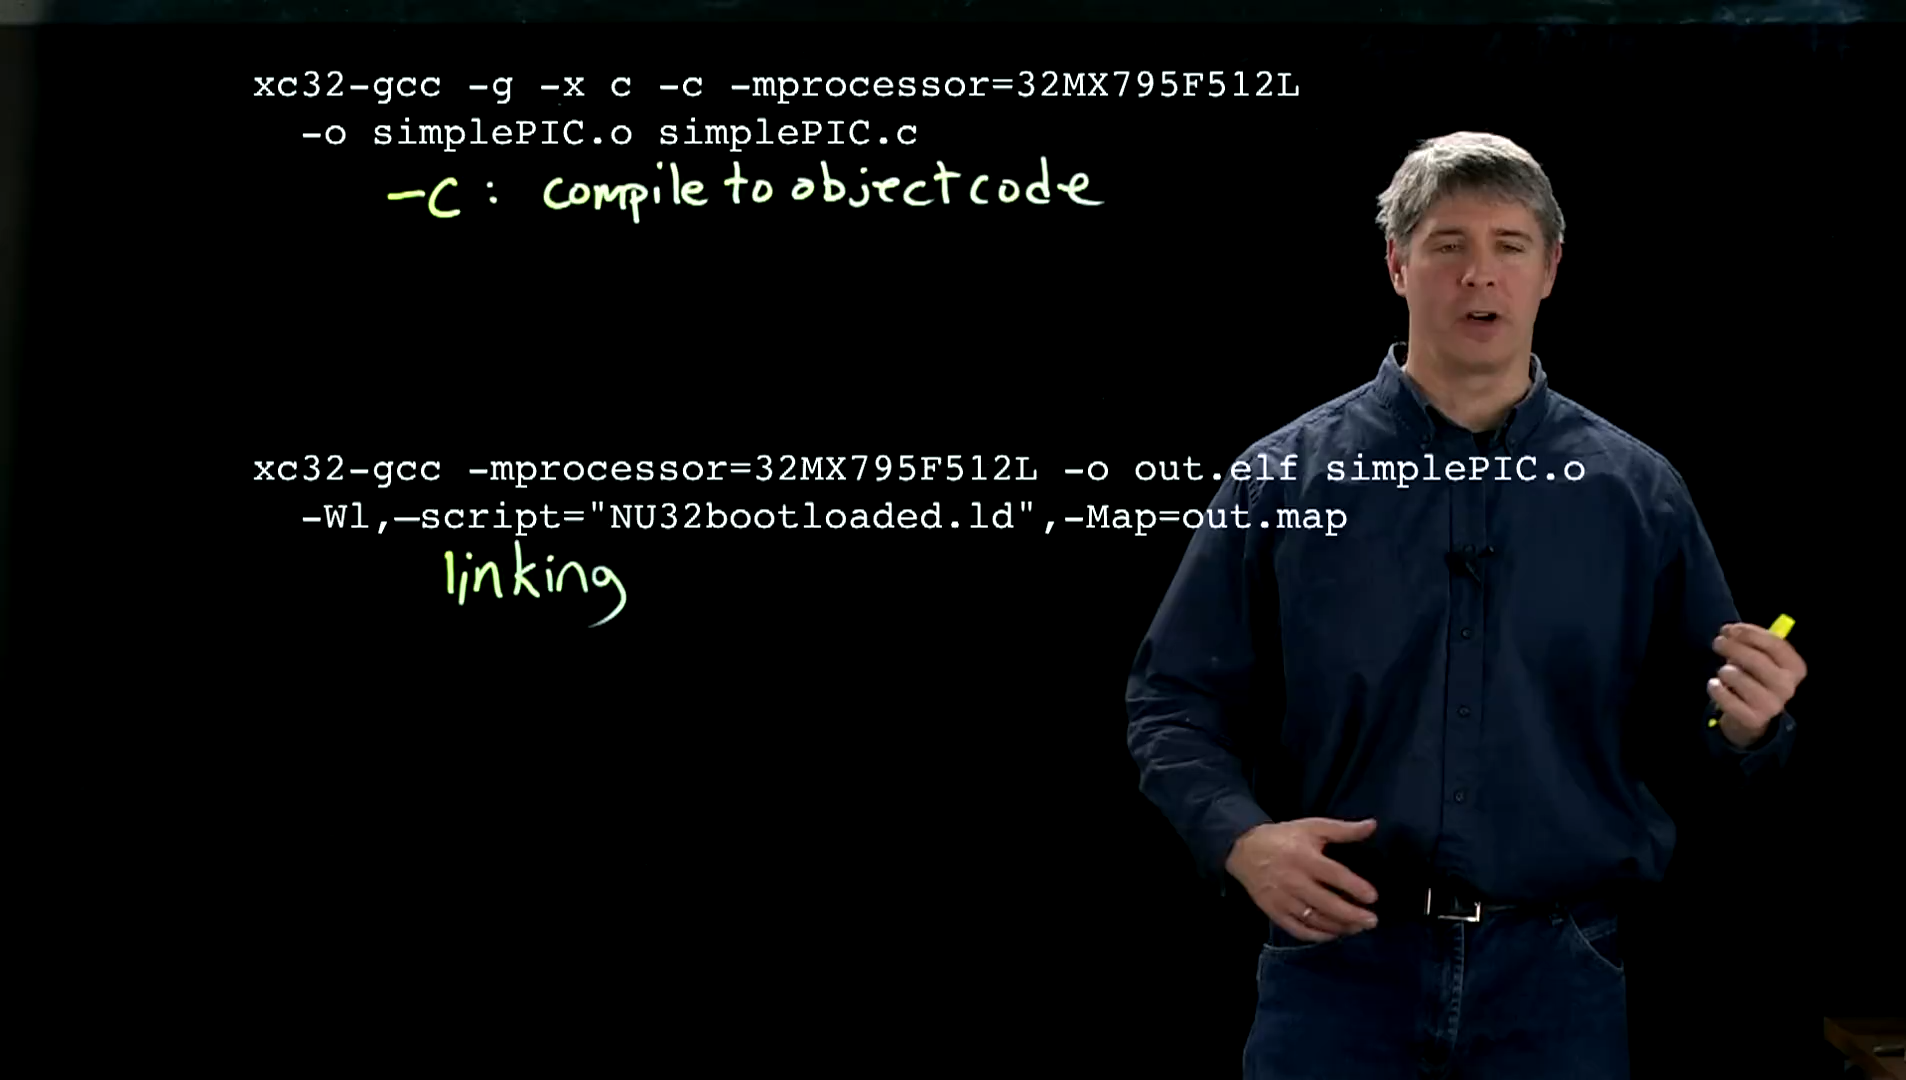 xc32-gcc -g -x c -c -mprocessor=32MX795F512L
-o simplePIC.o simplePIC.c
-c : compile to object code
xc32-gcc -mprocessor=32MX795F512L -o out.elf simplePIC.o
-Wl,—script="NU32bootloaded.ld",-Map=out.map
linking